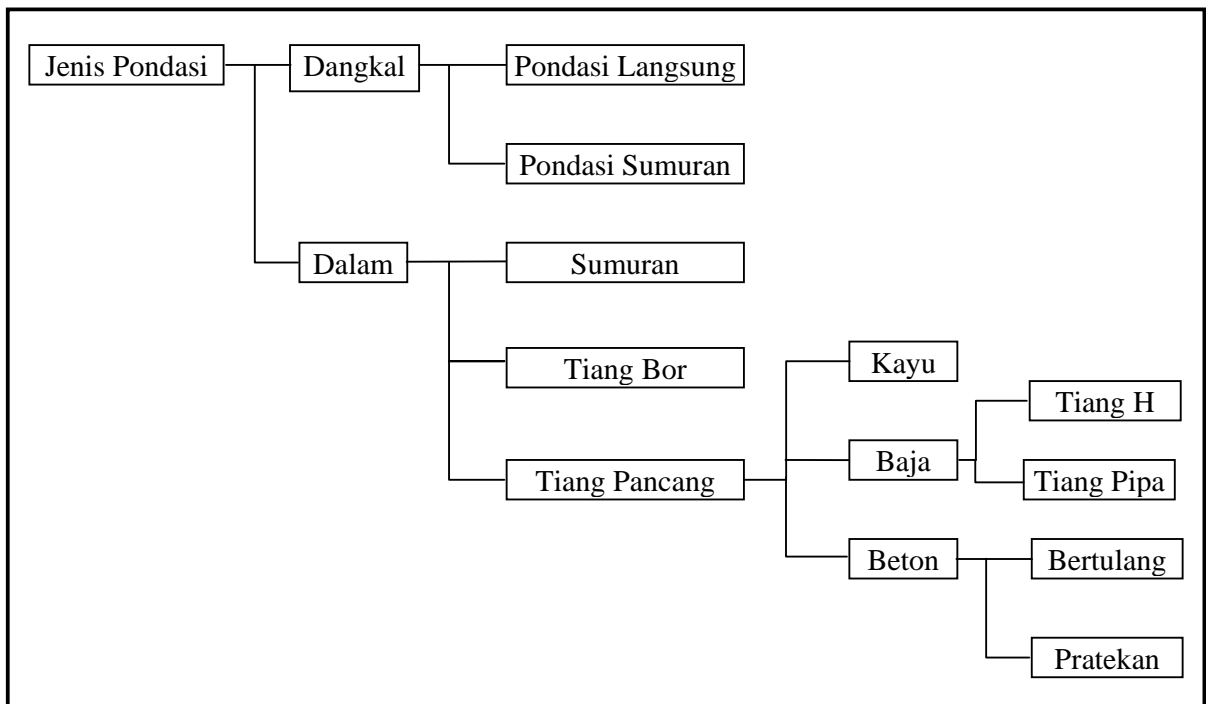 Jenis Pondasi
Dangkal
Pondasi Langsung
Pondasi Sumuran
Dalam
Sumuran
Tiang Bor
Tiang Pancang
Kayu
Baja
Tiang H
Tiang Pipa
Beton
Bertulang
Pratekan